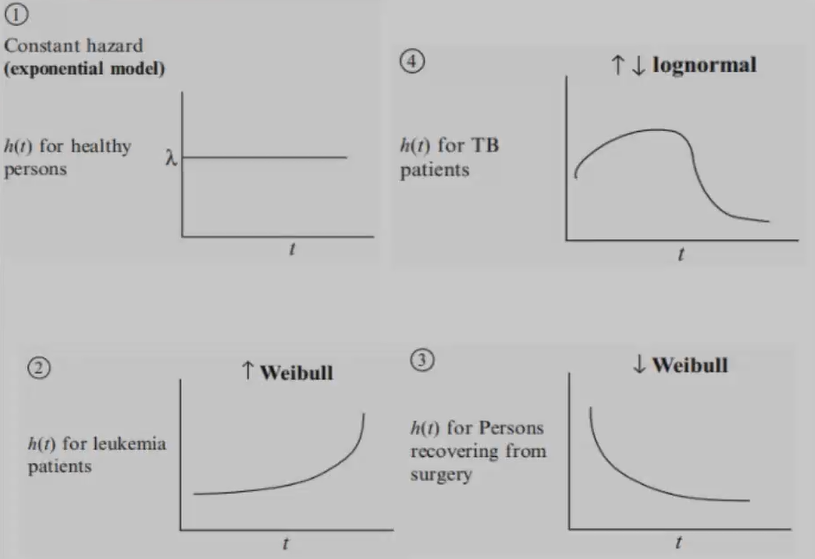 ①
Constant hazard
(exponential model)
h(t) for healthy
persons
λ
t
④
↑↓ lognormal
h(t) for TB
patients
t
②
↑ Weibull
h(t) for leukemia
patients
t
③
↓ Weibull
h(t) for Persons
recovering from
surgery
t